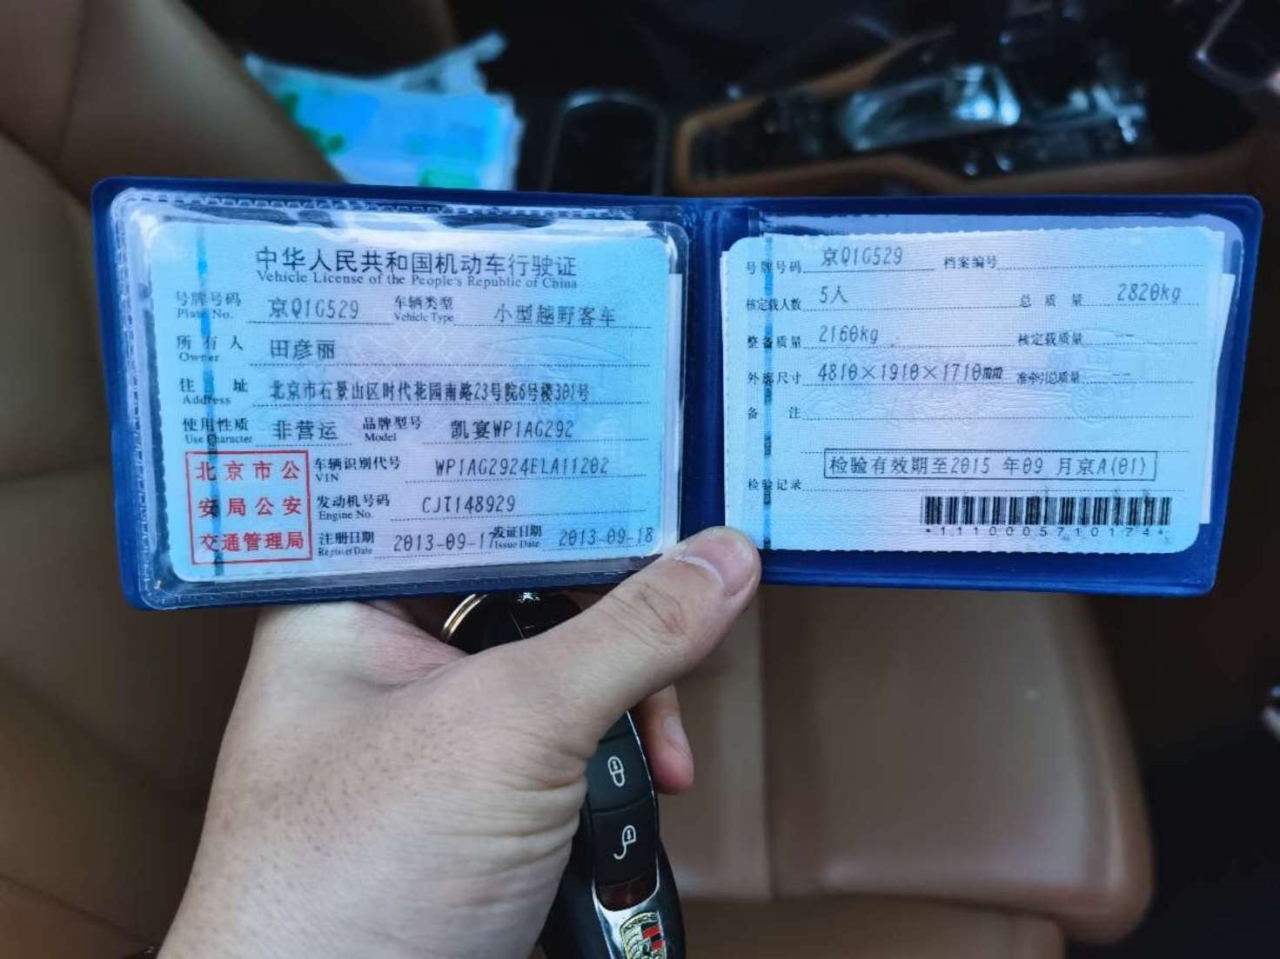 中华人民共和国机动车行驶证
Vehicle License of the People's Republic of China
号牌号码 京Q1G529 车辆类型 小型越野客车
Plate No. Vehicle Type
所有人 田彦丽
Owner
住址 北京市石景山区时代花园南路23号院6号楼301号
Address
使用性质 非营运 品牌型号 凯宴WP1AG292
Use Character Model
北京市公
安局公安
交通管理局
车辆识别代号 WP1AG2924ELA11202
VIN
发动机号码 CJT148929
Engine No.
注册日期 2013-09-17 发证日期 2013-09-18
Register Date Issue Date
号牌号码 京Q1G529 档案编号
核定载人数 5人 总质量 2820kg
整备质量 2160kg 核定载质量 --
外廓尺寸 4810×1910×1710mm 准牵引总质量 --
备注
检验有效期至2015 年09 月京A(01)
检验记录
*1110005710174*
PORSCHE